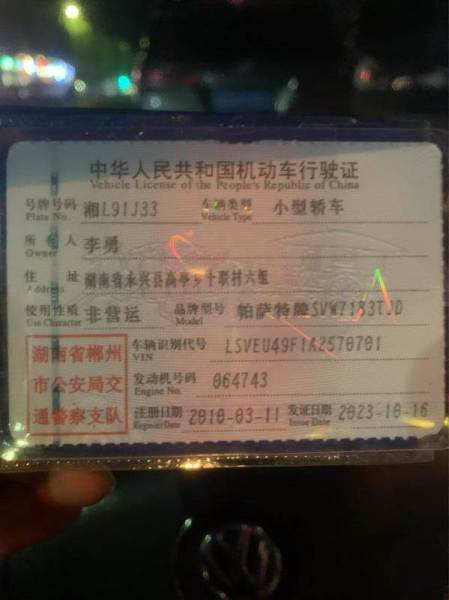 中华人民共和国机动车行驶证
Vehicle License of the People's Republic of China
号牌号码 Plate No. 湘L91J33 车辆类型 Vehicle Type 小型轿车
所有人 Owner 李勇
住址 Address 湖南省永兴县高亭乡十联村六组
使用性质 Use Character 非营运 品牌型号 Model 帕萨特牌SVW7183TJD
湖南省郴州市公安局交通警察支队
车辆识别代号 VIN LSVEU49F1A2570701
发动机号码 Engine No. 064743
注册日期 Register Date 2010-03-11 发证日期 Issue Date 2023-10-16